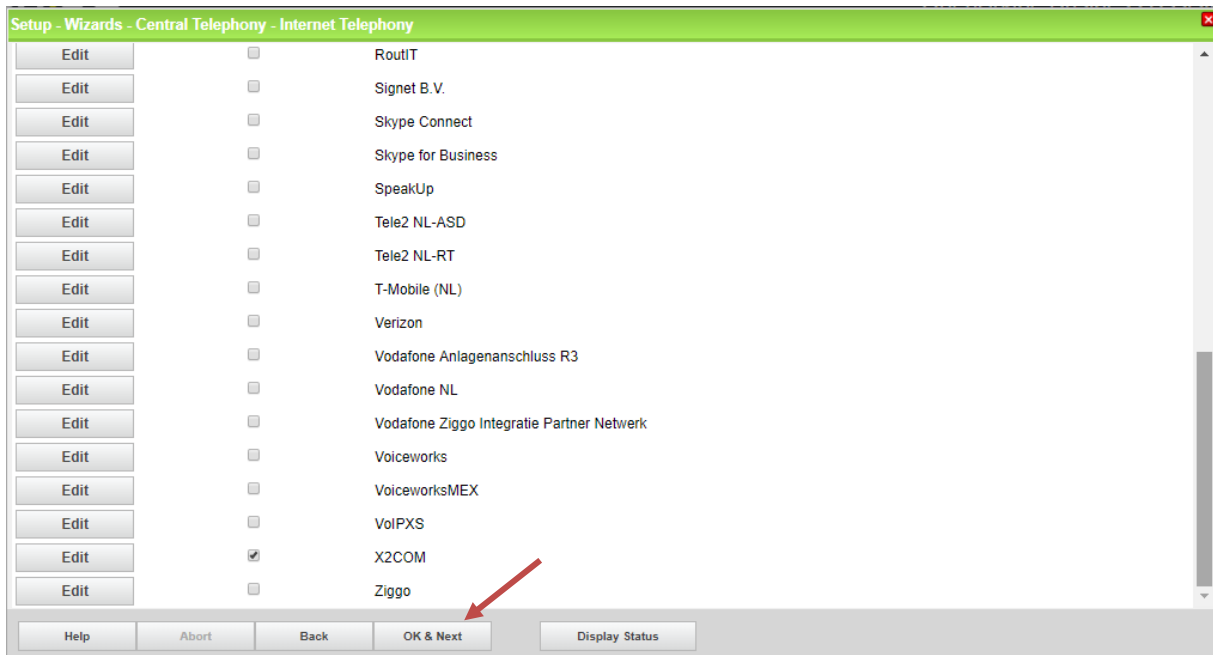 Setup - Wizards - Central Telephony - Internet Telephony
Edit RoutIT
Edit Signet B.V.
Edit Skype Connect
Edit Skype for Business
Edit SpeakUp
Edit Tele2 NL-ASD
Edit Tele2 NL-RT
Edit T-Mobile (NL)
Edit Verizon
Edit Vodafone Anlagenanschluss R3
Edit Vodafone NL
Edit Vodafone Ziggo Integratie Partner Netwerk
Edit Voiceworks
Edit VoiceworksMEX
Edit VoIPXS
Edit X2COM
Edit Ziggo
Help Abort Back OK & Next Display Status